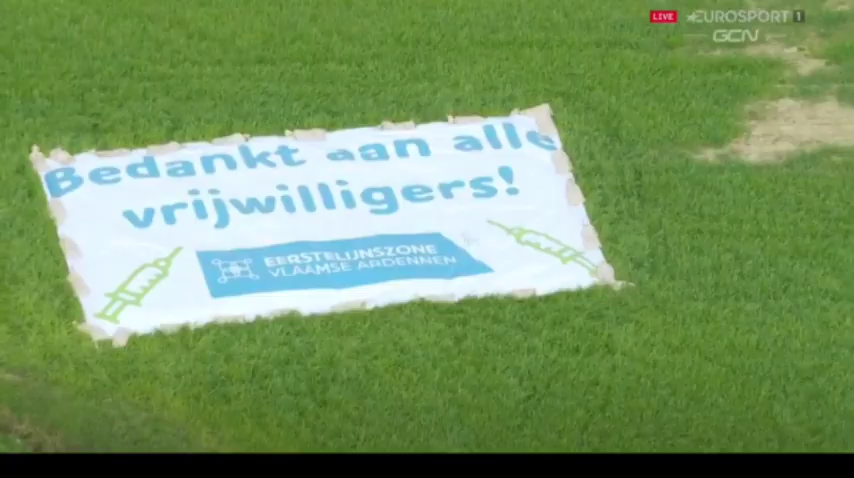 LIVE EUROSPORT 1
GCN
Bedankt aan alle
vrijwilligers!
EERSTELIJNSZONE
VLAAMSE ARDENNEN